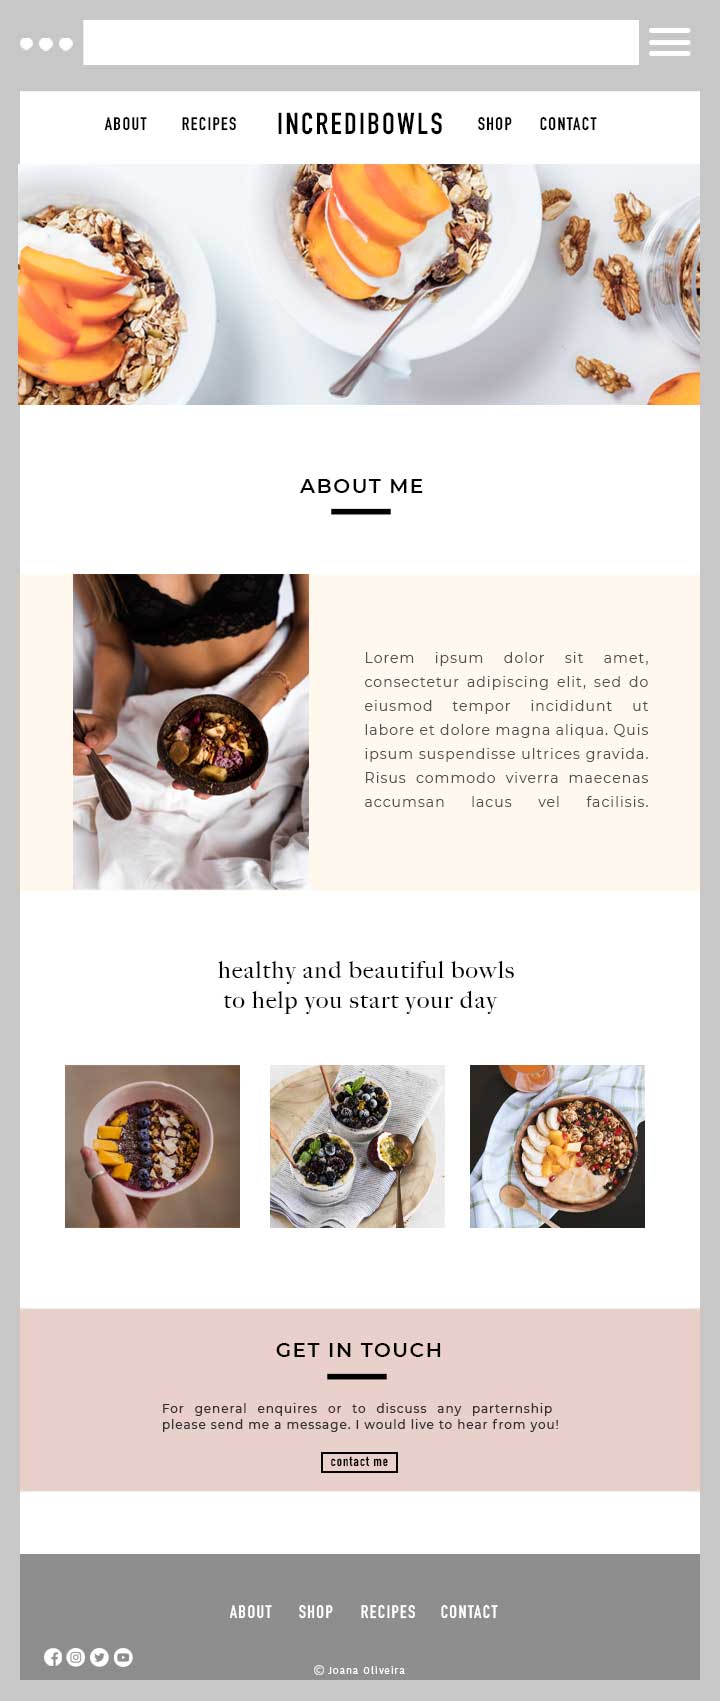 ABOUT RECIPES INCREDIBOWLS SHOP CONTACT
ABOUT ME
Lorem ipsum dolor sit amet,
consectetur adipiscing elit, sed do
eiusmod tempor incididunt ut
labore et dolore magna aliqua. Quis
ipsum suspendisse ultrices gravida.
Risus commodo viverra maecenas
accumsan lacus vel facilisis.
healthy and beautiful bowls
to help you start your day
GET IN TOUCH
For general enquires or to discuss any parternship
please send me a message. I would live to hear from you!
contact me
ABOUT SHOP RECIPES CONTACT
© Joana Oliveira